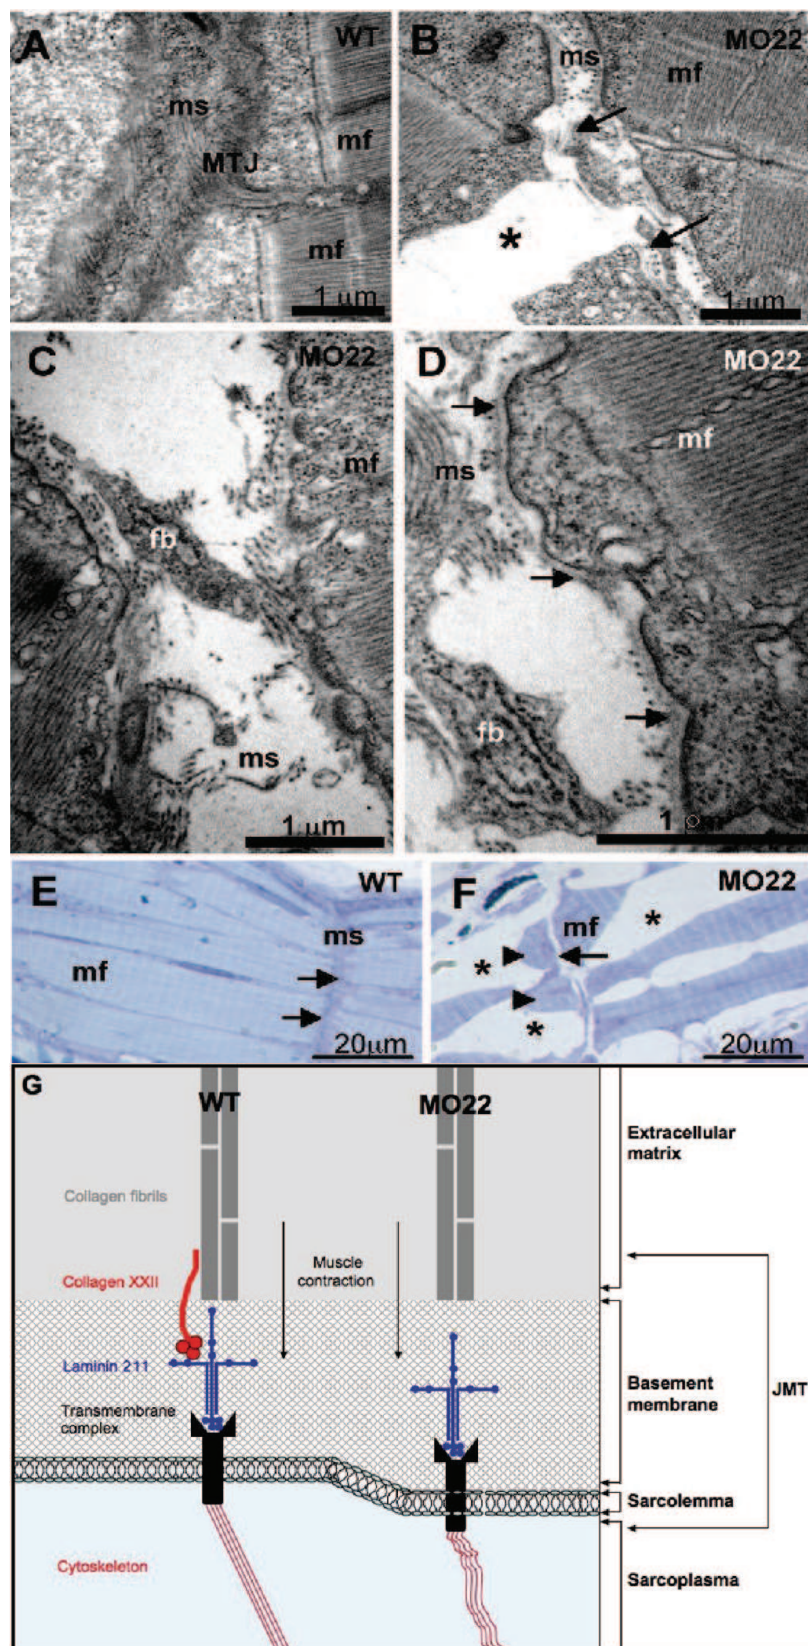 A
WT
ms
MTJ
mf
mf
1 μm
B
MO22
ms
mf
*
1 μm
C
MO22
mf
fb
ms
1 μm
D
MO22
mf
ms
fb
1
E
WT
ms
mf
20μm
F
MO22
mf
*
*
*
20μm
G
WT
MO22
Extracellular
matrix
Collagen fibrils
Muscle
contraction
Collagen XXII
Laminin 211
Transmembrane
complex
Basement
membrane
JMT
Sarcolemma
Cytoskeleton
Sarcoplasma